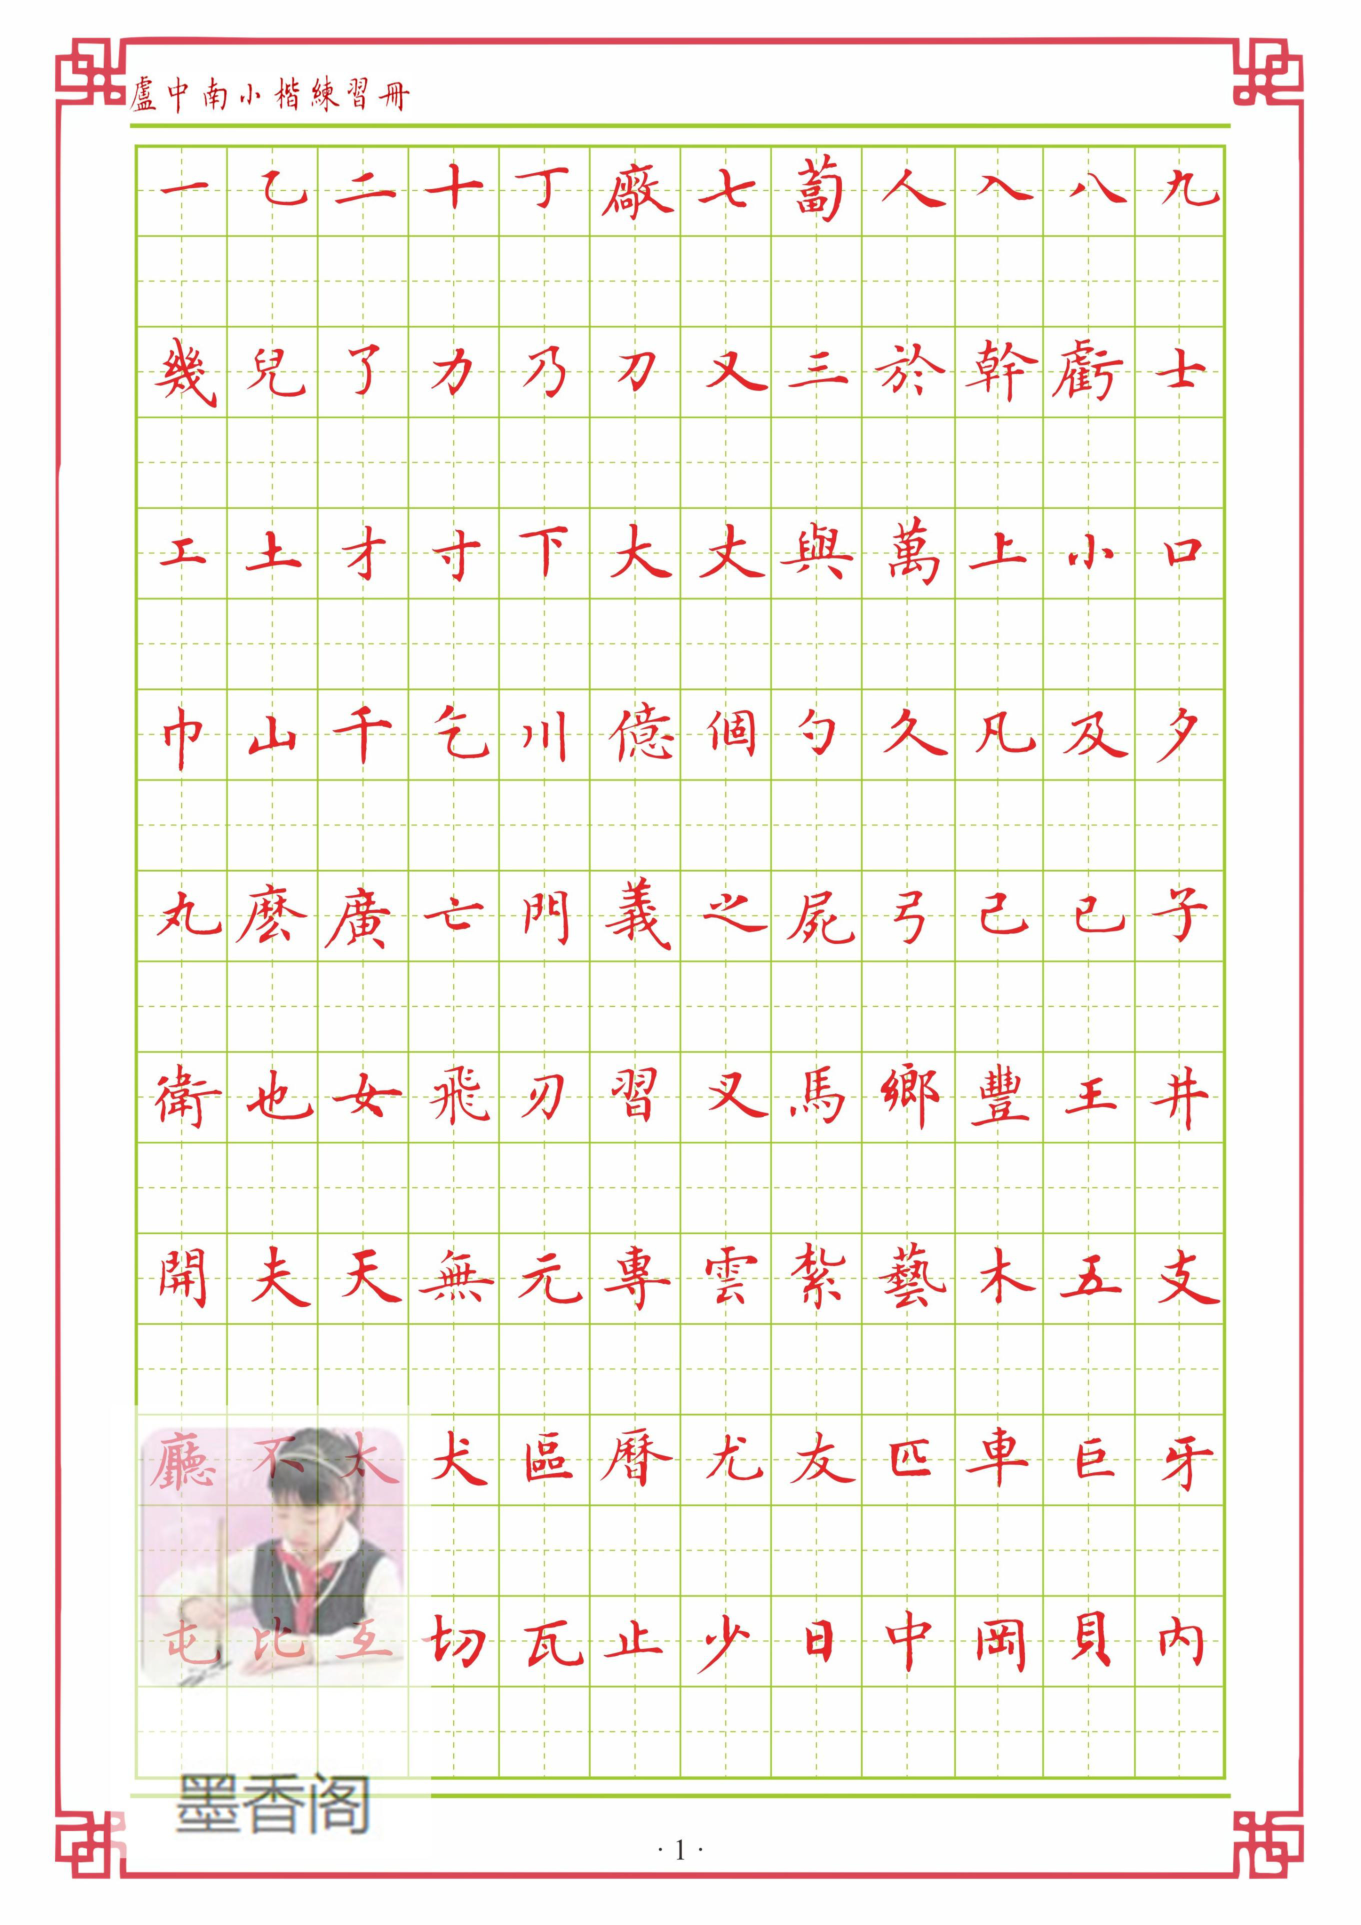 盧中南小楷練習冊
一乙二十丁廠七蔔人入八九
幾兒了力乃刀又三於幹虧士
工土才寸下大丈與萬上小口
巾山千乞川億個勺久凡及夕
丸麽廣亡門義之屍弓己已子
衛也女飛刃習叉馬鄉豐王井
開夫天無元專雲紮藝木五支
廳不太犬區曆尤友匹車巨牙
屯比互切瓦止少日中岡貝内
墨香阁
·1·